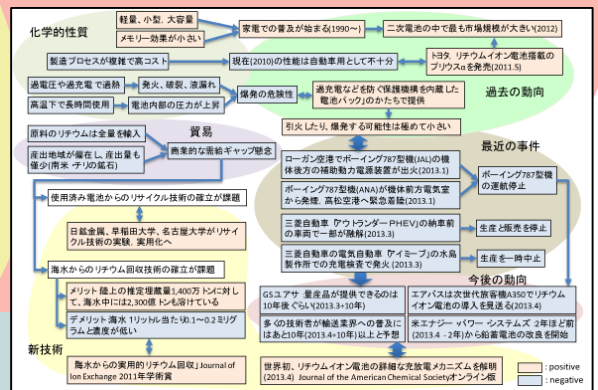 化学的性質
軽量、小型、大容量
メモリー効果が小さい
家電での普及が始まる(1990～)
二次電池の中で最も市場規模が大きい(2012)
製造プロセスが複雑で高コスト
現在(2010)の性能は自動車用として不十分
トヨタ、リチウムイオン電池搭載の
プリウスαを発売(2011.5)
過電圧や過充電で過熱
発火、破裂、液漏れ
高温下で長時間使用
電池内部の圧力が上昇
爆発の危険性
過充電などを防ぐ保護機構を内蔵した
電池パックのかたちで提供
過去の動向
引火したり、爆発する可能性は極めて小さい
貿易
原料のリチウムは全量を輸入
産出地域が偏在し、産出量も
僅少(南米・チリの鉱石)
商業的な需給ギャップ懸念
最近の事件
ローガン空港でボーイング787型機(JAL)の機
体後方の補助動力電源装置が出火(2013.1)
ボーイング787型機(ANA)が機体前方電気室
から発煙、高松空港へ緊急着陸(2013.1)
ボーイング787型機
の運航停止
使用済み電池からのリサイクル技術の確立が課題
日鉱金属、早稲田大学、名古屋大学がリサイ
クル技術の実験、実用化へ
三菱自動車「アウトランダーPHEV」の納車前
の車両で一部が融解(2013.3)
生産と販売を停止
三菱自動車の電気自動車「アイミーブ」の水島
製作所での充電検査で発火(2013.3)
生産を一時中止
海水からのリチウム回収技術の確立が課題
メリット 陸上の推定埋蔵量1,400万トンに対し
て、海水中には2,300億トンも溶けている
デメリット 海水1リットル当たり0.1～0.2ミリグ
ラムと濃度が低い
新技術
「海水からの実用的リチウム回収」Journal of
Ion Exchange 2011年学術賞
今後の動向
GSユアサ 量産品が提供できるのは
10年後ぐらい(2013.3+10年)
エアバスは次世代旅客機A350でリチウムイ
オン電池の導入を見送る(2013.4)
多くの技術者が輸送業界への普及に
はあと10年(2013.4+10年)以上と予想
米エナジー・パワー・システムズ 2年ほど前
(2013.4 - 2年)から鉛蓄電池の改良を開始
世界初、リチウムイオン電池の詳細な充放電メカニズムを解明
(2013.4) Journal of the American Chemical Societyオンライン版
: positive
: negative